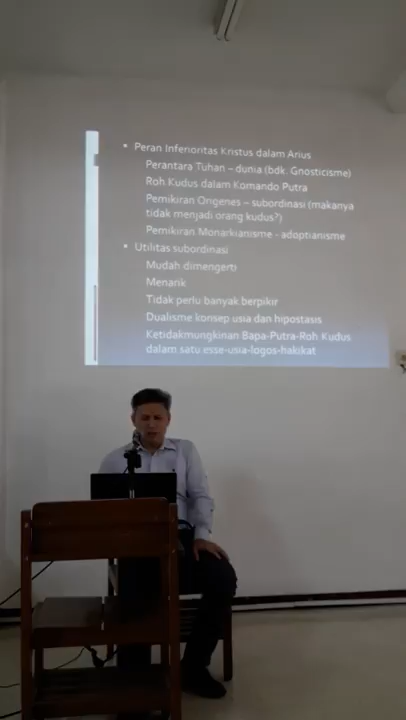 Peran Inferioritas Kristus dalam Arius
Perantara Tuhan – dunia (bdk. Gnosticisme)
Roh Kudus dalam Komando Putra
Pemikiran Origenes – subordinasi (makanya
tidak menjadi orang kudus?)
Pemikiran Monarkianisme - adoptianisme
Utilitas subordinasi
Mudah dimengerti
Menarik
Tidak perlu banyak berpikir
Dualisme konsep usia dan hipostasis
Ketidakmungkinan Bapa-Putra-Roh Kudus
dalam satu esse-usia-logos-hakikat